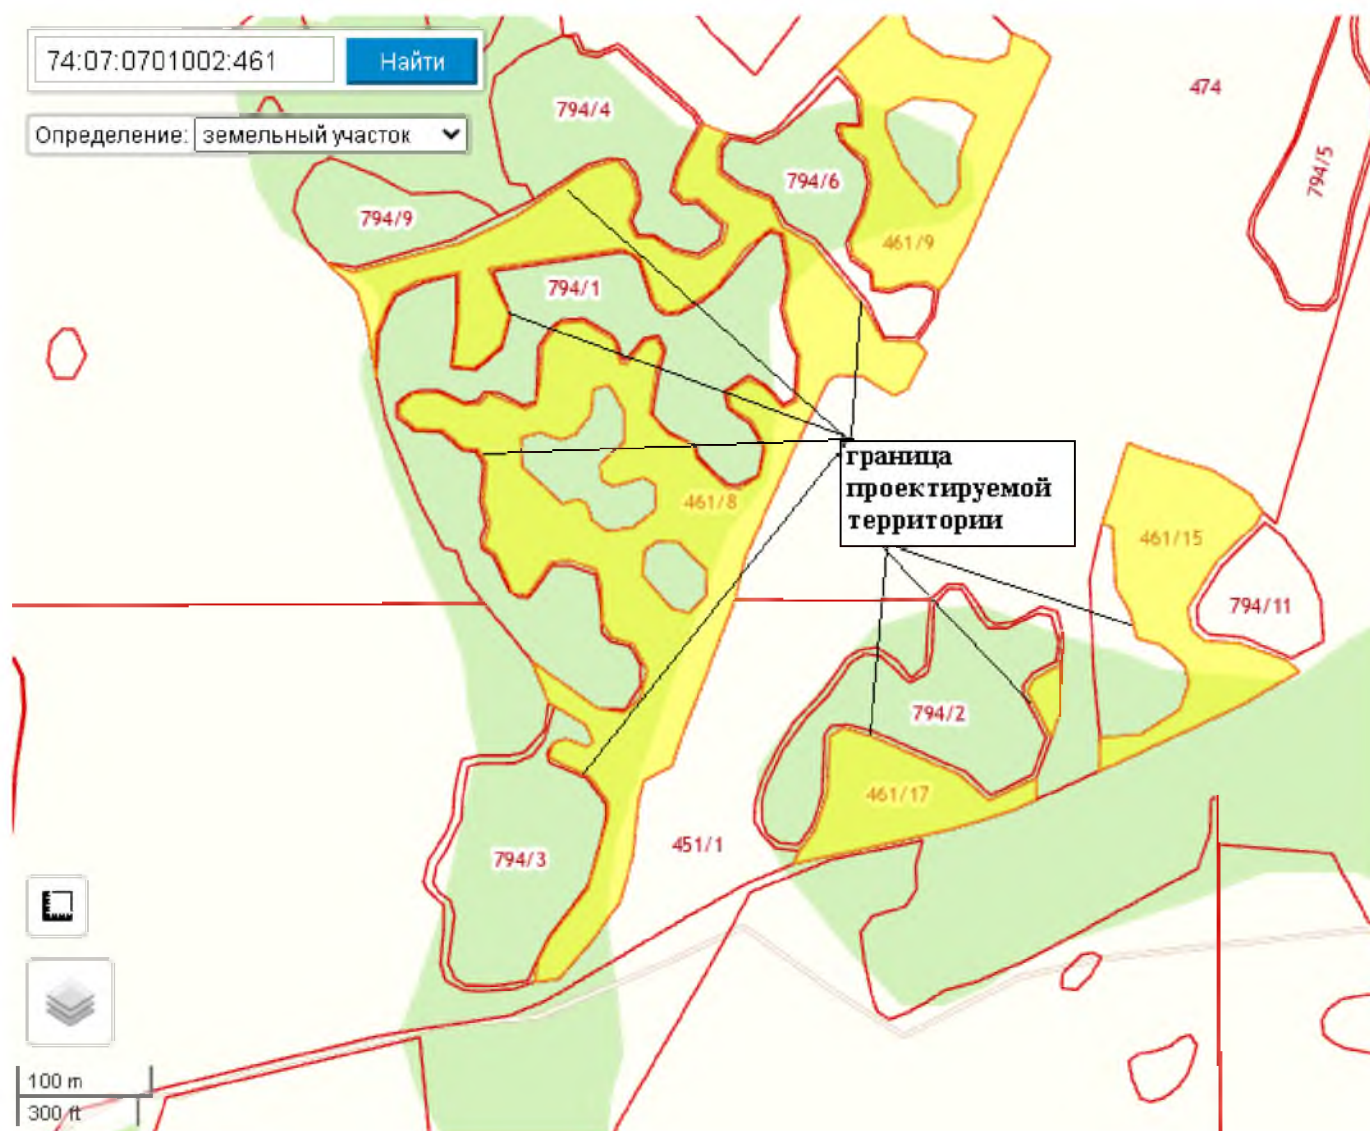 74:07:0701002:461
Найти
Определение: земельный участок
474
794/4
794/5
794/6
794/9
461/9
794/1
461/8
граница
проектируемой
территории
461/15
794/11
794/2
461/17
451/1
794/3
100 m
300 ft